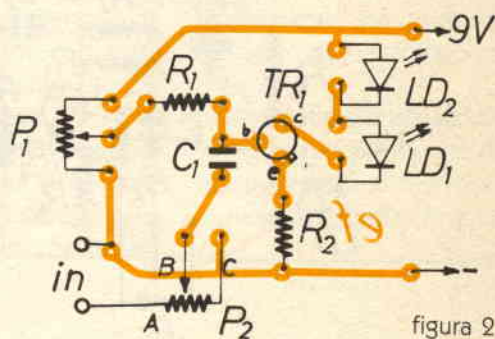 9V
R₁
TR₁
LD₂
P₁
b
c
C₁
LD₁
e
R₂
in
B
C
A
P₂
-
figura 2